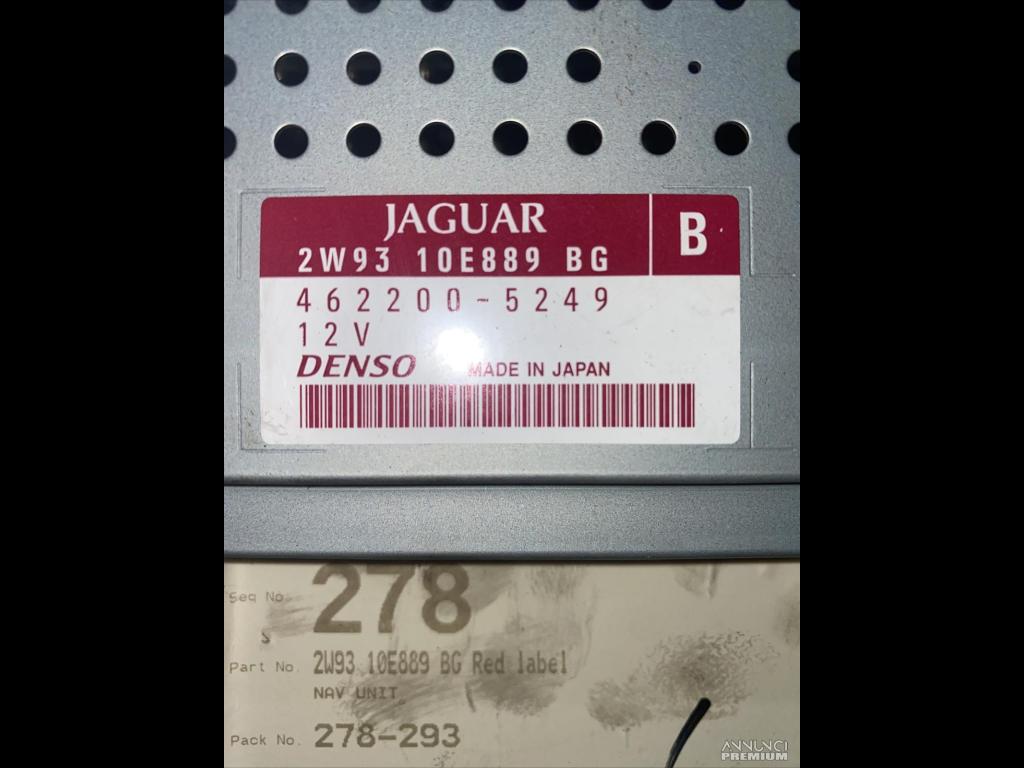 JAGUAR
B
2W93 10E889 BG
462200-5249
12V
DENSO MADE IN JAPAN
Seq No. 278
S
Part No. 2W93 10E889 BG Red label
NAV UNIT
Pack No. 278-293
ANNUNCI
PREMIUM